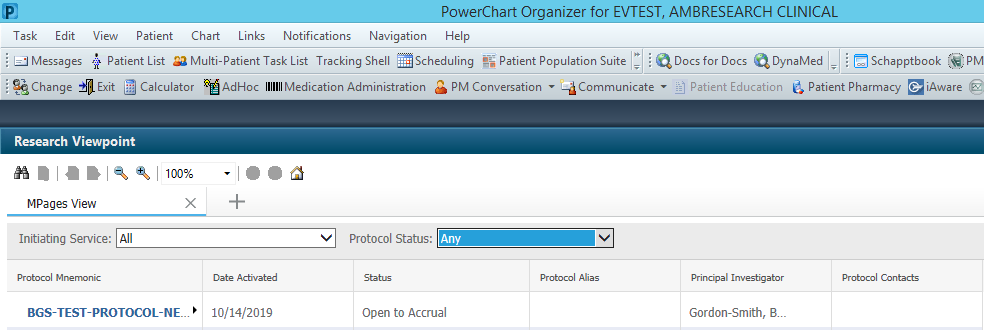 P PowerChart Organizer for EVTEST, AMBRESEARCH CLINICAL
Task Edit View Patient Chart Links Notifications Navigation Help
Messages Patient List Multi-Patient Task List Tracking Shell Scheduling Patient Population Suite Docs for Docs DynaMed Schapptbook PM
Change Exit Calculator AdHoc Medication Administration PM Conversation Communicate Patient Education Patient Pharmacy iAware
Research Viewpoint
100%
MPages View
Initiating Service: All Protocol Status: Any
Protocol Mnemonic Date Activated Status Protocol Alias Principal Investigator Protocol Contacts
BGS-TEST-PROTOCOL-NE... 10/14/2019 Open to Accrual Gordon-Smith, B...